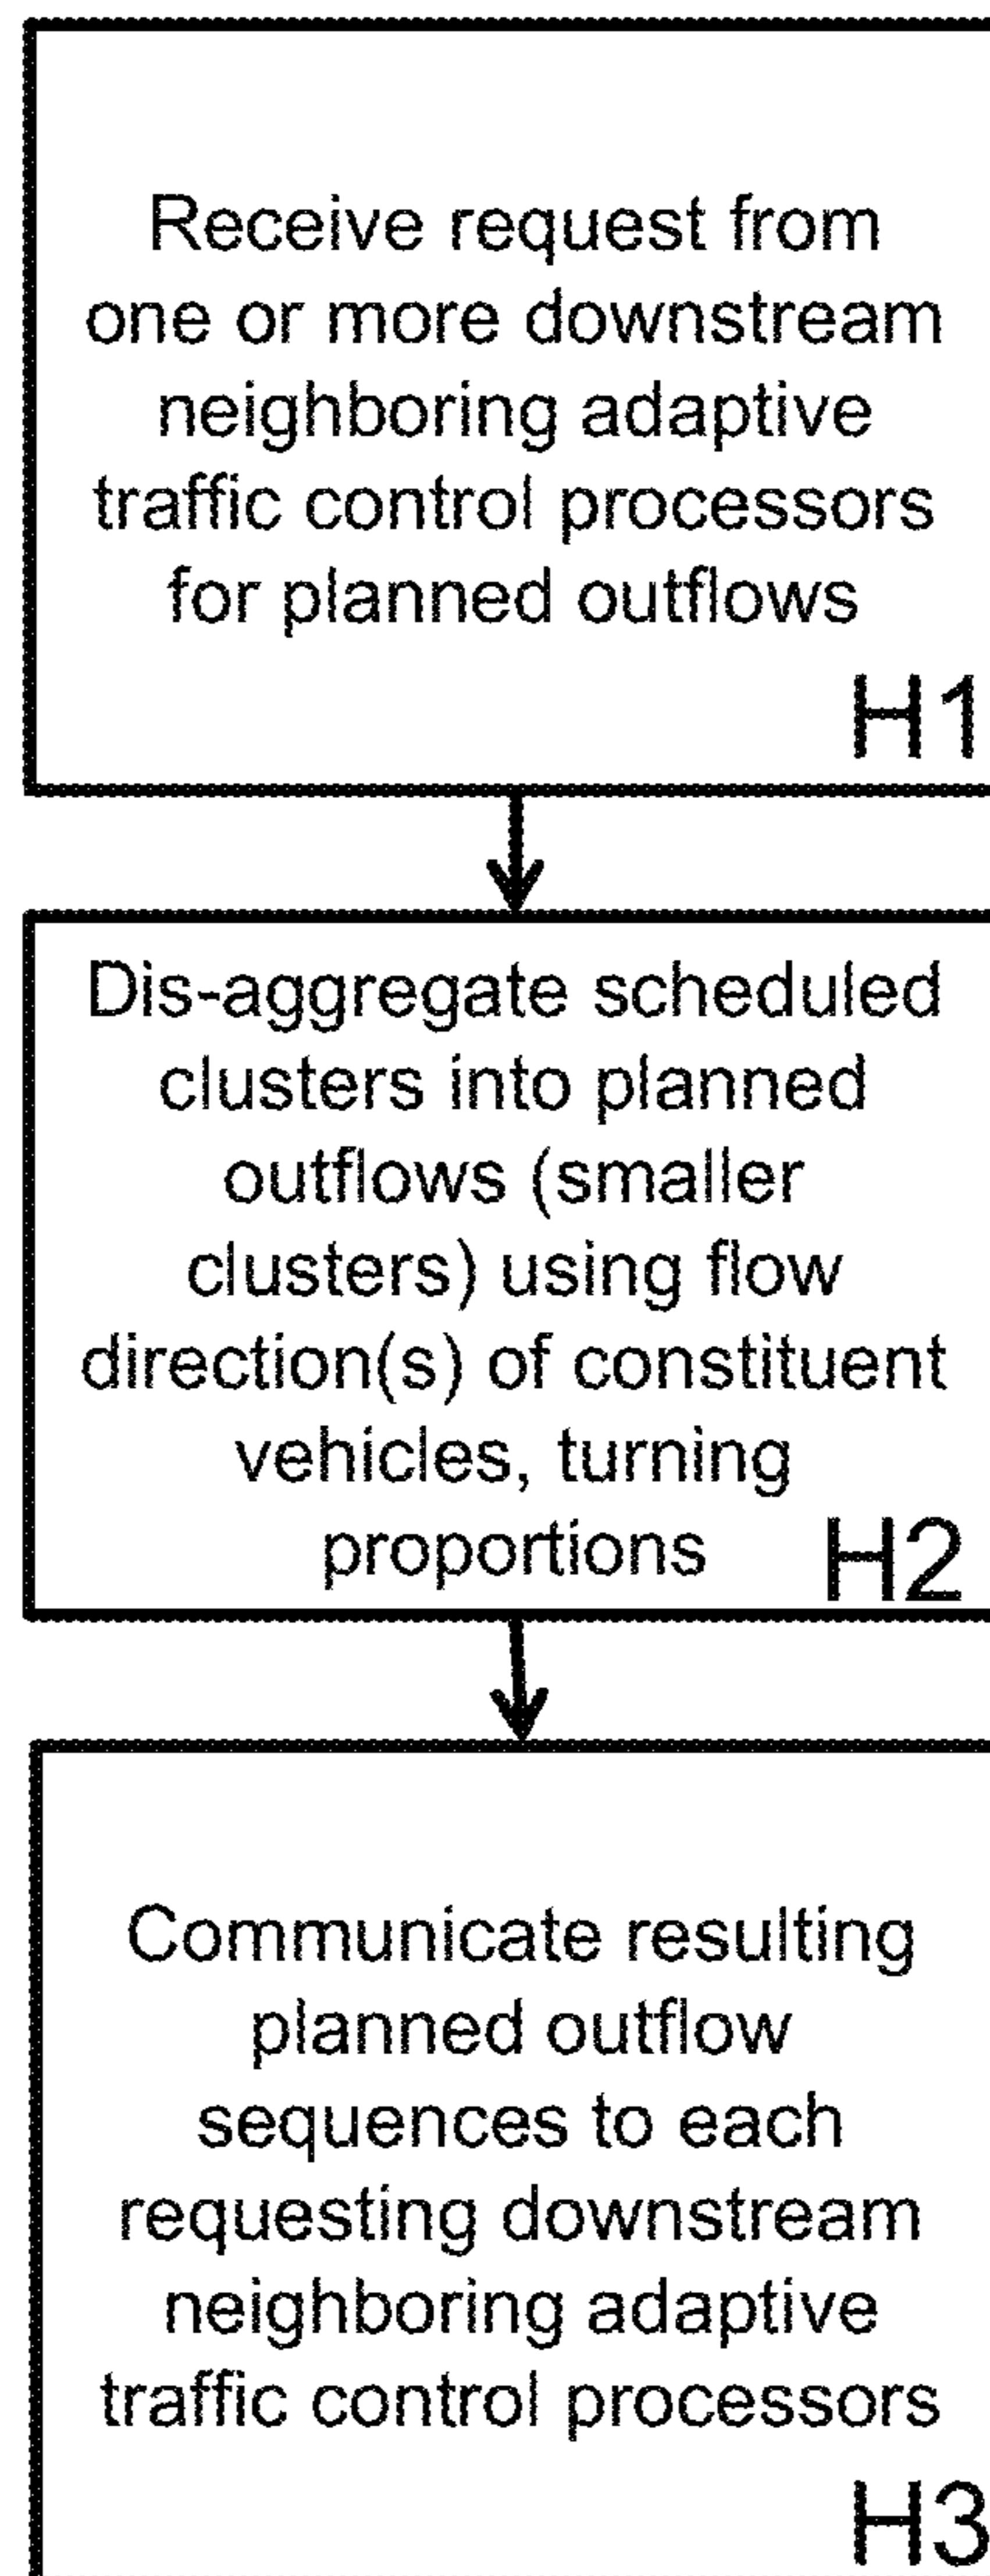 Receive request from
one or more downstream
neighboring adaptive
traffic control processors
for planned outflows
H1
Dis-aggregate scheduled
clusters into planned
outflows (smaller
clusters) using flow
direction(s) of constituent
vehicles, turning
proportions H2
Communicate resulting
planned outflow
sequences to each
requesting downstream
neighboring adaptive
traffic control processors
H3